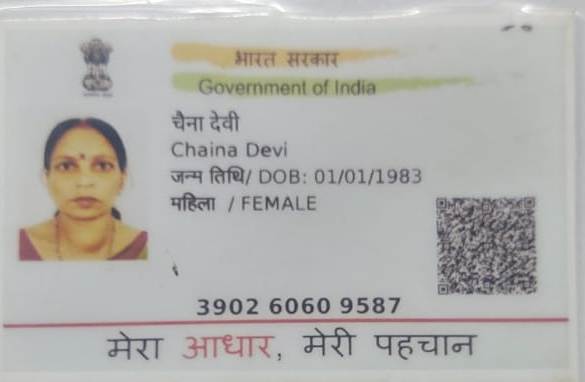 भारत सरकार
Government of India
चैना देवी
Chaina Devi
जन्म तिथि/ DOB: 01/01/1983
महिला / FEMALE
3902 6060 9587
मेरा आधार, मेरी पहचान